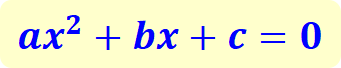 ax² + bx + c = 0